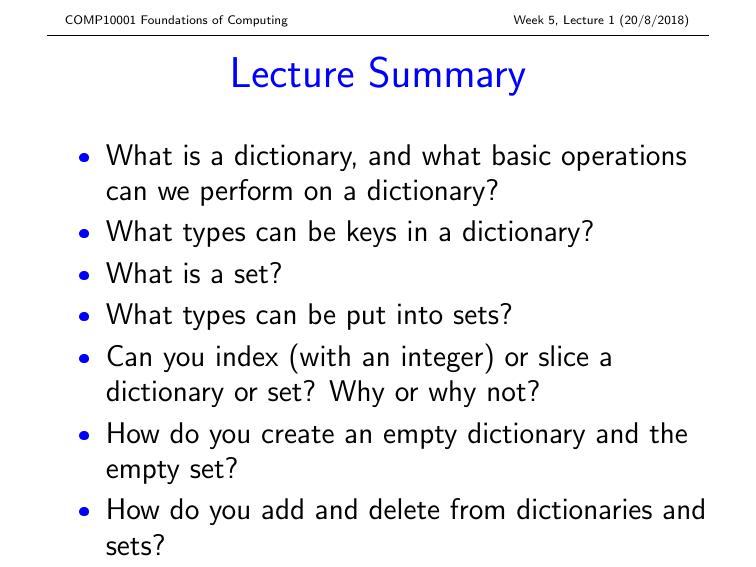 COMP10001 Foundations of Computing Week 5, Lecture 1 (20/8/2018)
Lecture Summary
• What is a dictionary, and what basic operations
can we perform on a dictionary?
• What types can be keys in a dictionary?
• What is a set?
• What types can be put into sets?
• Can you index (with an integer) or slice a
dictionary or set? Why or why not?
• How do you create an empty dictionary and the
empty set?
• How do you add and delete from dictionaries and
sets?